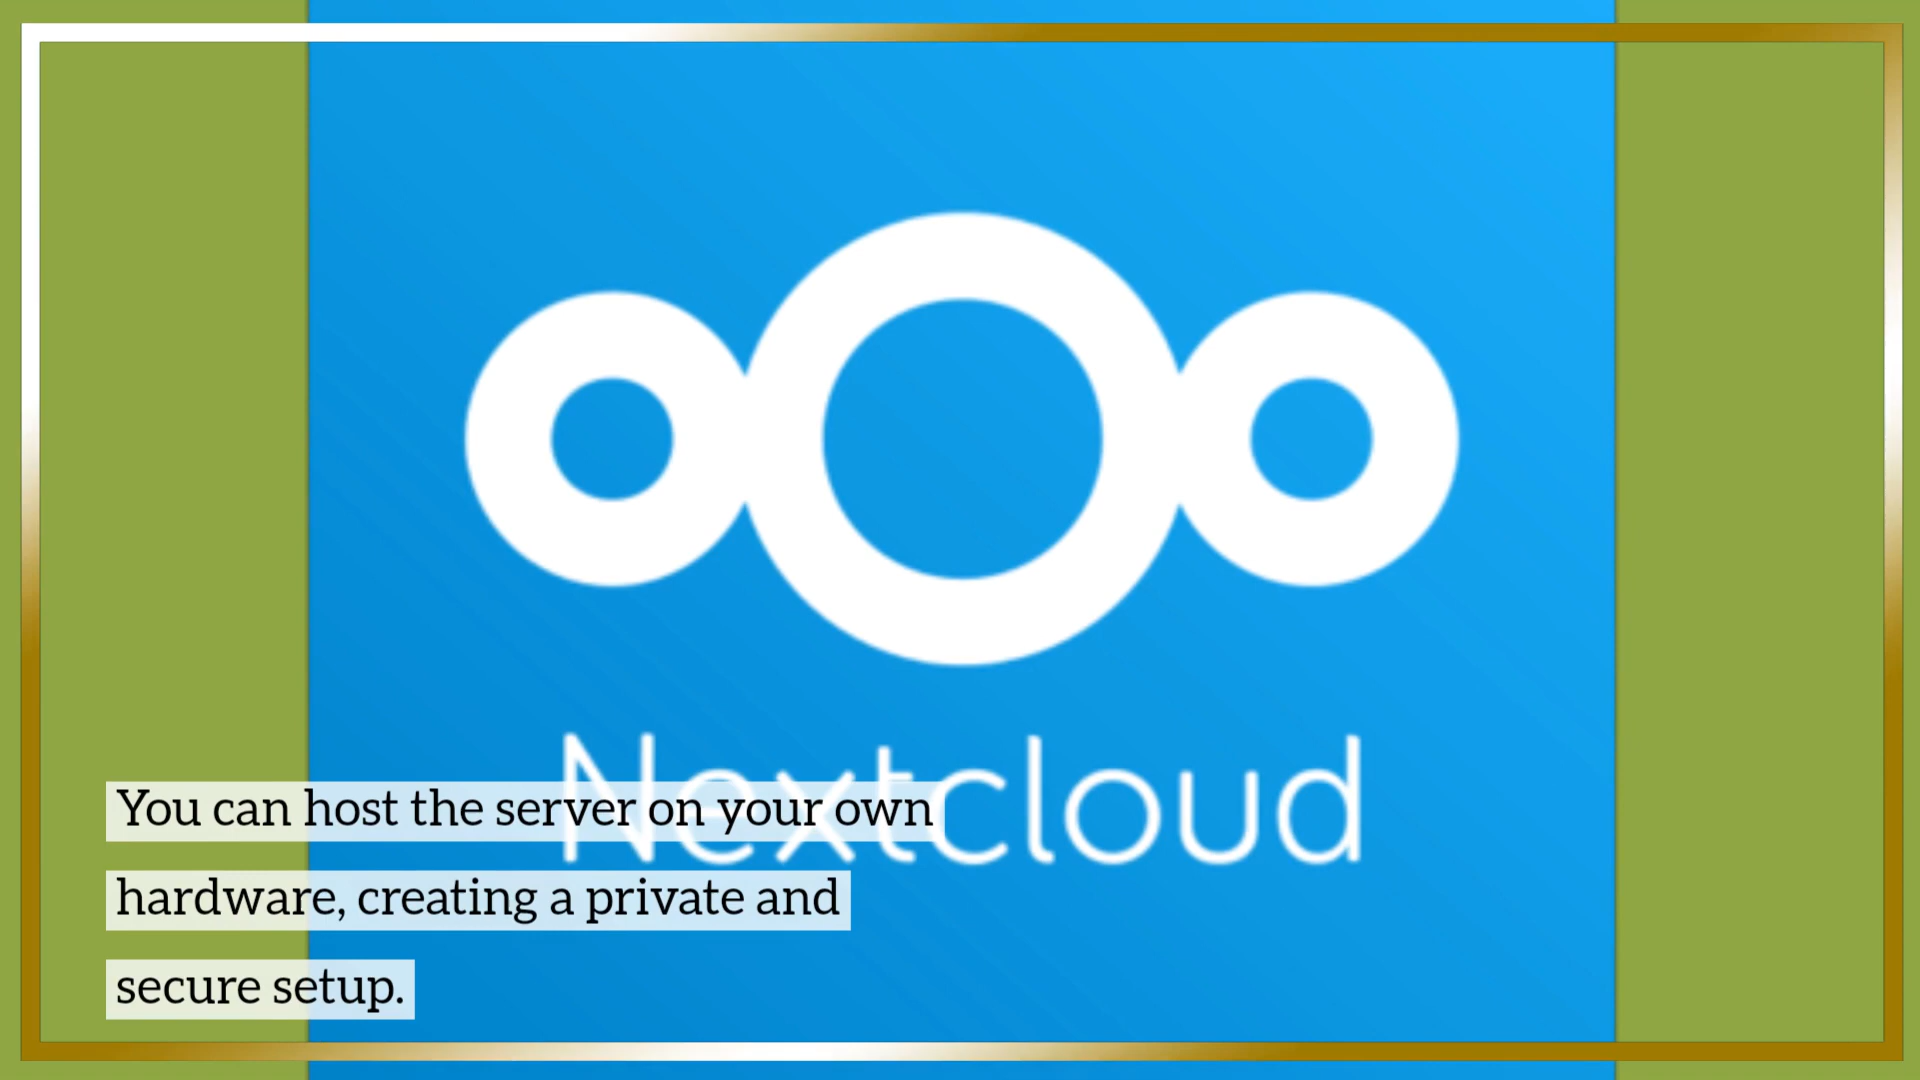 Nextcloud
You can host the server on your own
hardware, creating a private and
secure setup.